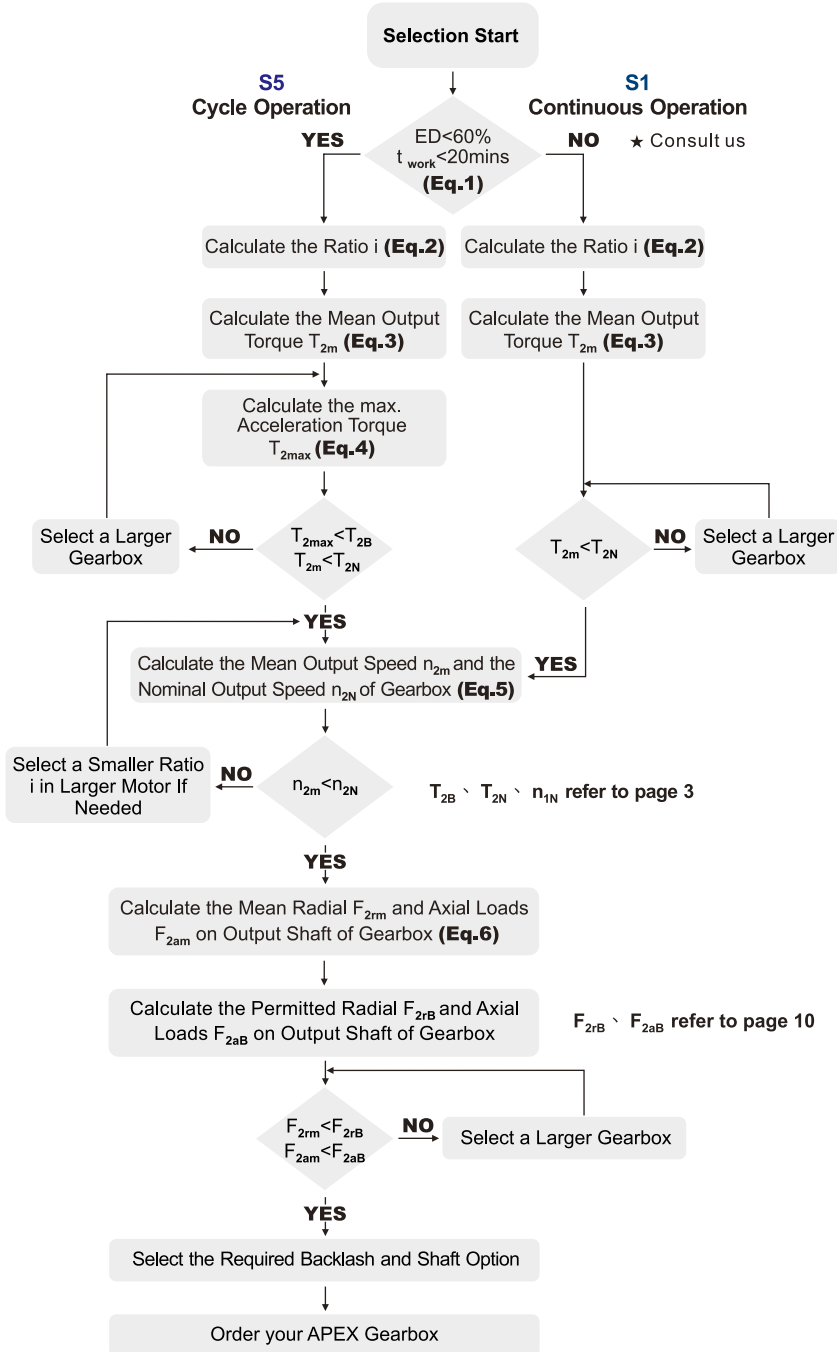 Selection Start
S5
Cycle Operation
S1
Continuous Operation
YES
ED<60%
t work<20mins
(Eq.1)
NO
★ Consult us
Calculate the Ratio i (Eq.2)
Calculate the Ratio i (Eq.2)
Calculate the Mean Output
Torque T2m (Eq.3)
Calculate the Mean Output
Torque T2m (Eq.3)
Calculate the max.
Acceleration Torque
T2max (Eq.4)
Select a Larger
Gearbox
NO
T2max<T2B
T2m<T2N
T2m<T2N
NO
Select a Larger
Gearbox
YES
Calculate the Mean Output Speed n2m and the
Nominal Output Speed n2N of Gearbox (Eq.5)
YES
Select a Smaller Ratio
i in Larger Motor If
Needed
NO
n2m<n2N
T2B、T2N、n1N refer to page 3
YES
Calculate the Mean Radial F2rm and Axial Loads
F2am on Output Shaft of Gearbox (Eq.6)
Calculate the Permitted Radial F2rB and Axial
Loads F2aB on Output Shaft of Gearbox
F2rB、F2aB refer to page 10
F2rm<F2rB
F2am<F2aB
NO
Select a Larger Gearbox
YES
Select the Required Backlash and Shaft Option
Order your APEX Gearbox